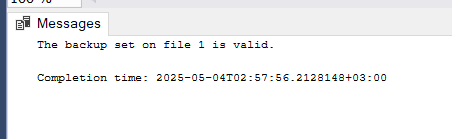 100 %
Messages
The backup set on file 1 is valid.
Completion time: 2025-05-04T02:57:56.2128148+03:00